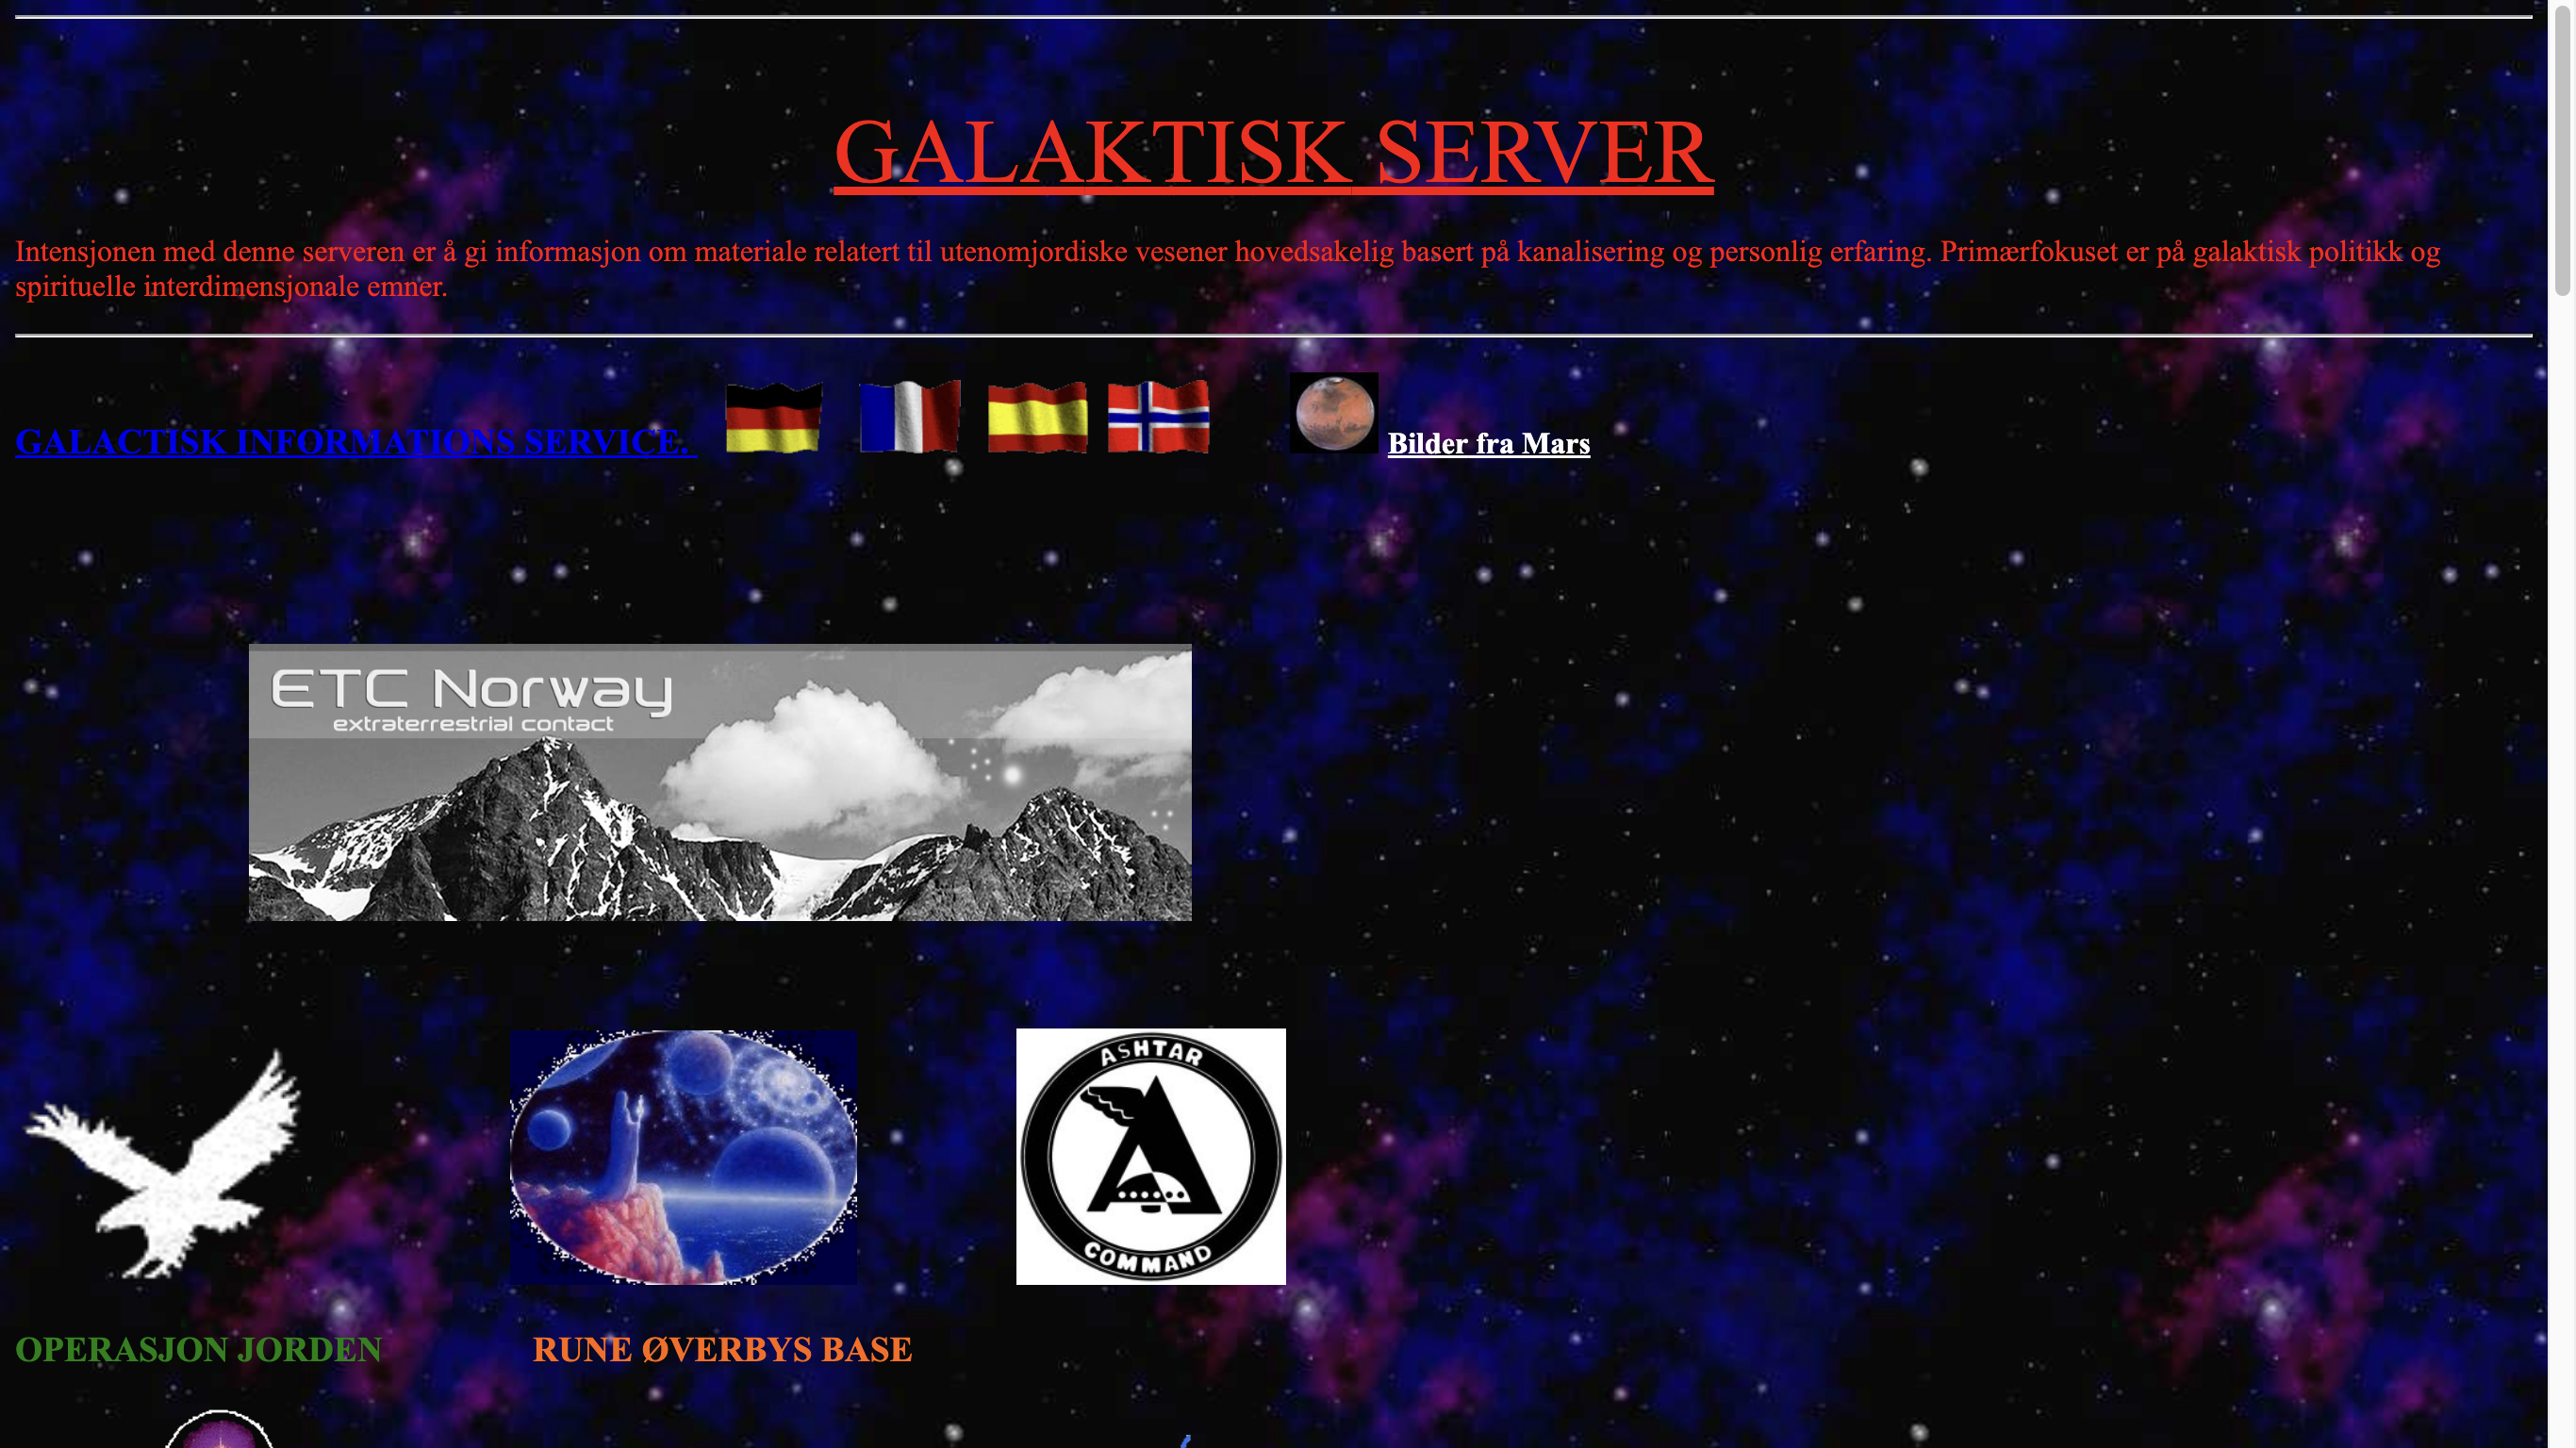 GALAKTISK SERVER
Intensjonen med denne serveren er å gi informasjon om materiale relatert til utenomjordiske vesener hovedsakelig basert på kanalisering og personlig erfaring. Primærfokuset er på galaktisk politikk og
spirituelle interdimensjonale emner.
GALACTISK INFORMATIONS SERVICE.
Bilder fra Mars
ETC Norway
extraterrestrial contact
ASHTAR
COMMAND
OPERASJON JORDEN
RUNE ØVERBYS BASE